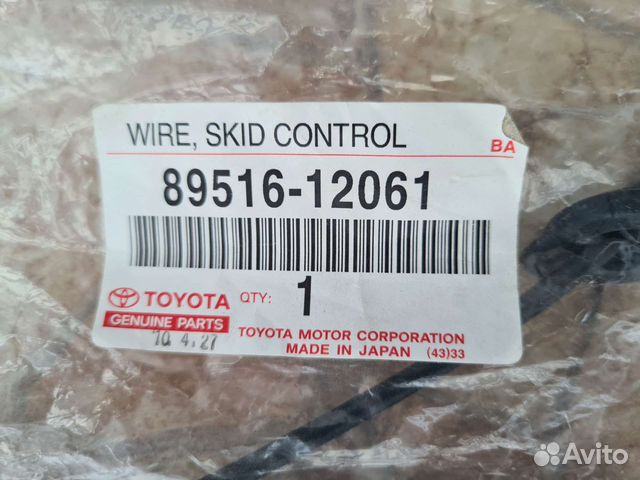 WIRE, SKID CONTROL
BA
89516-12061
TOYOTA QTY: 1
GENUINE PARTS
10. 4.27
TOYOTA MOTOR CORPORATION
MADE IN JAPAN (43)33
Avito